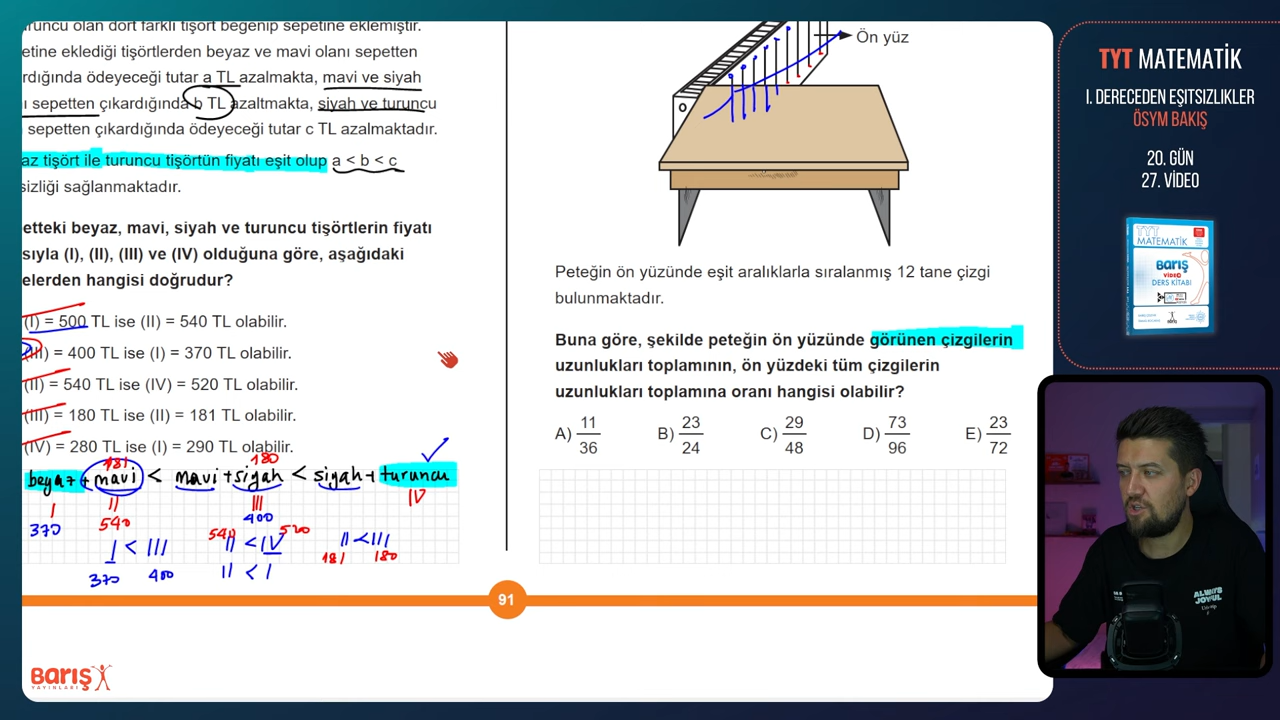 uruncu olan dört farklı tişört beğenip sepetine eklemiştir.
etine eklediği tişörtlerden beyaz ve mavi olanı sepetten
rdığında ödeyeceği tutar a TL azalmakta, mavi ve siyah
ı sepetten çıkardığında b TL azaltmakta, siyah ve turuncu
sepetten çıkardığında ödeyeceği tutar c TL azalmaktadır.
az tişört ile turuncu tişörtün fiyatı eşit olup a < b < c
sizliği sağlanmaktadır.
etteki beyaz, mavi, siyah ve turuncu tişörtlerin fiyatı
sıyla (I), (II), (III) ve (IV) olduğuna göre, aşağıdaki
elerden hangisi doğrudur?
(I) = 500 TL ise (II) = 540 TL olabilir.
(III) = 400 TL ise (I) = 370 TL olabilir.
(II) = 540 TL ise (IV) = 520 TL olabilir.
(III) = 180 TL ise (II) = 181 TL olabilir.
(IV) = 280 TL ise (I) = 290 TL olabilir.
181 180
beyaz + mavi < mavi + siyah < siyah + turuncu
I II III IV
370 540 400
540 520
I < III II < IV II < III
181 180
370 400 II < I
Ön yüz
Peteğin ön yüzünde eşit aralıklarla sıralanmış 12 tane çizgi
bulunmaktadır.
Buna göre, şekilde peteğin ön yüzünde görünen çizgilerin
uzunlukları toplamının, ön yüzdeki tüm çizgilerin
uzunlukları toplamına oranı hangisi olabilir?
A) 11/36 B) 23/24 C) 29/48 D) 73/96 E) 23/72
91
BARIŞ
YAYINLARI
TYT MATEMATİK
I. DERECEDEN EŞİTSİZLİKLER
ÖSYM BAKIŞ
20. GÜN
27. VİDEO
TYT
MATEMATİK
BARIŞ
VİDEO
DERS KİTABI
ALWAYS
JOYFUL